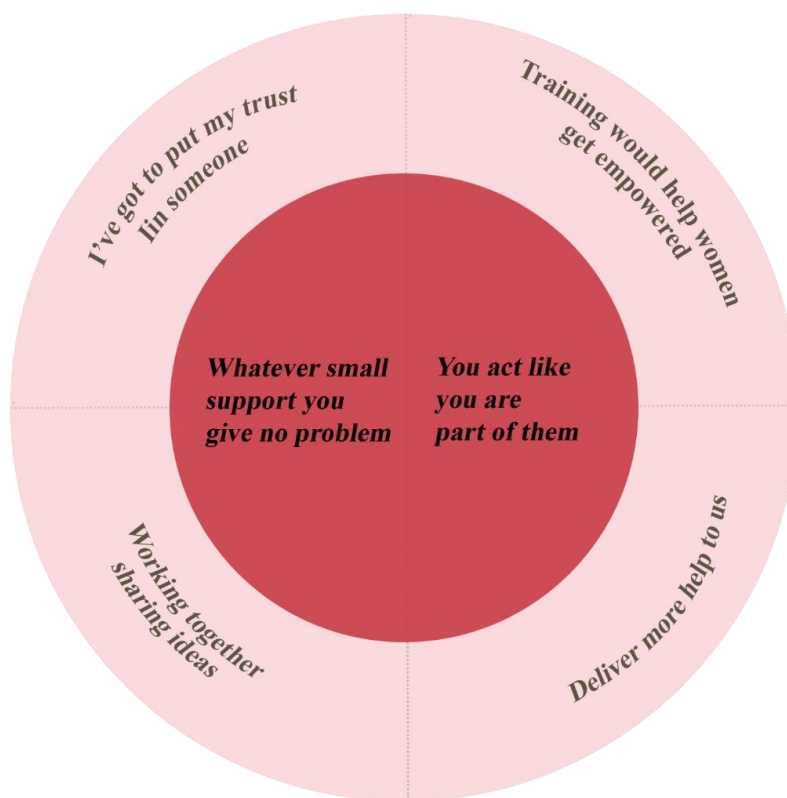 I've got to put my trust
Iin someone
Training would help women
get empowered
Whatever small
support you
give no problem
You act like
you are
part of them
Working together
sharing ideas
Deliver more help to us